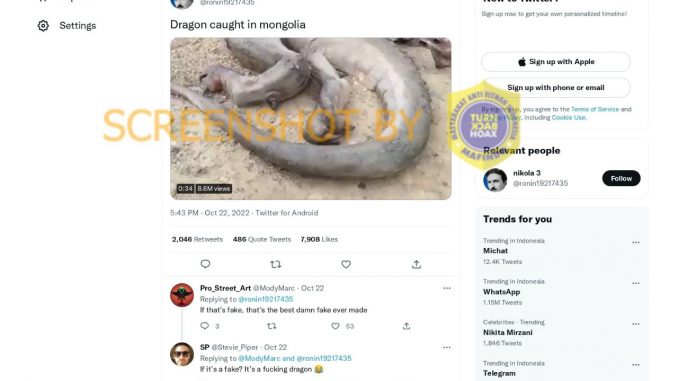 @ronin19217435
Settings
Dragon caught in mongolia
0:34 8.6M views
5:43 PM · Oct 22, 2022 · Twitter for Android
2,046 Retweets 486 Quote Tweets 7,908 Likes
Pro_Street_Art @ModyMarc · Oct 22
Replying to @ronin19217435
If that's fake, that's the best damn fake ever made
3 53
SP @Stevie_Piper · Oct 22
Replying to @ModyMarc and @ronin19217435
If it's a fake? It's a fucking dragon 😂
SCREENSHOT BY
TURN
BACK
HOAX
MAFINDO
New to Twitter?
Sign up now to get your own personalized timeline!
Sign up with Apple
Sign up with phone or email
By signing up, you agree to the Terms of Service and
Policy, including Cookie Use.
Relevant people
nikola 3
@ronin19217435
Follow
Trends for you
Trending in Indonesia
Michat
12.4K Tweets
Trending in Indonesia
WhatsApp
1.15M Tweets
Celebrities · Trending
Nikita Mirzani
1,846 Tweets
Trending in Indonesia
Telegram